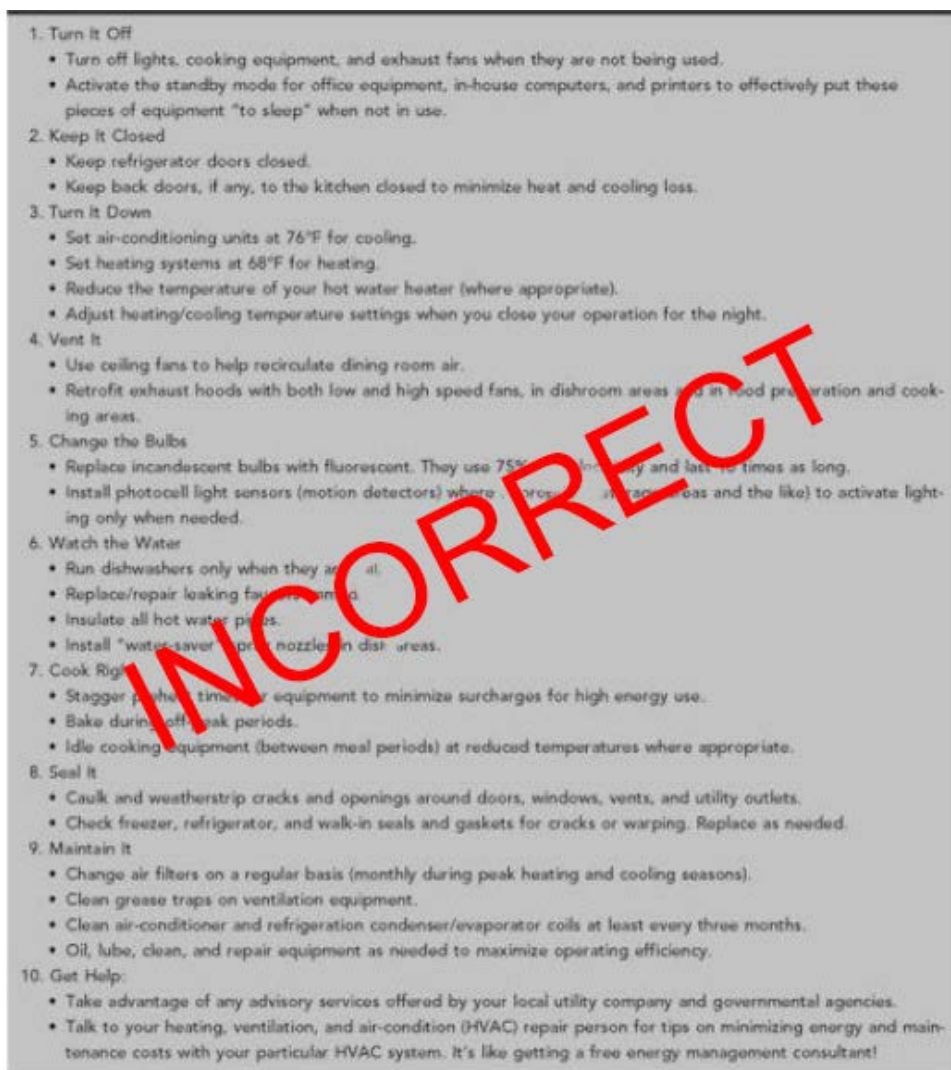 1. Turn It Off
• Turn off lights, cooking equipment, and exhaust fans when they are not being used.
• Activate the standby mode for office equipment, in-house computers, and printers to effectively put these
pieces of equipment "to sleep" when not in use.
2. Keep It Closed
• Keep refrigerator doors closed.
• Keep back doors, if any, to the kitchen closed to minimize heat and cooling loss.
3. Turn It Down
• Set air-conditioning units at 76°F for cooling.
• Set heating systems at 68°F for heating.
• Reduce the temperature of your hot water heater (where appropriate).
• Adjust heating/cooling temperature settings when you close your operation for the night.
4. Vent It
• Use ceiling fans to help recirculate dining room air.
• Retrofit exhaust hoods with both low and high speed fans, in dishroom areas and in food preparation and cook-
ing areas.
5. Change the Bulbs
• Replace incandescent bulbs with fluorescent. They use 75% and last times as long.
• Install photocell light sensors (motion detectors) where areas and the like) to activate light-
ing only when needed.
6. Watch the Water
• Run dishwashers only when they
• Replace/repair leaking
• Insulate all hot water pipes.
• Install "water-saver" nozzles in dish areas.
7. Cook Right
• Stagger preheat times for equipment to minimize surcharges for high energy use.
• Bake during off-peak periods.
• Idle cooking equipment (between meal periods) at reduced temperatures where appropriate.
8. Seal It
• Caulk and weatherstrip cracks and openings around doors, windows, vents, and utility outlets.
• Check freezer, refrigerator, and walk-in seals and gaskets for cracks or warping. Replace as needed.
9. Maintain It
• Change air filters on a regular basis (monthly during peak heating and cooling seasons).
• Clean grease traps on ventilation equipment.
• Clean air-conditioner and refrigeration condenser/evaporator coils at least every three months.
• Oil, lube, clean, and repair equipment as needed to maximize operating efficiency.
10. Get Help:
• Take advantage of any advisory services offered by your local utility company and governmental agencies.
• Talk to your heating, ventilation, and air-condition (HVAC) repair person for tips on minimizing energy and main-
tenance costs with your particular HVAC system. It's like getting a free energy management consultant!
INCORRECT